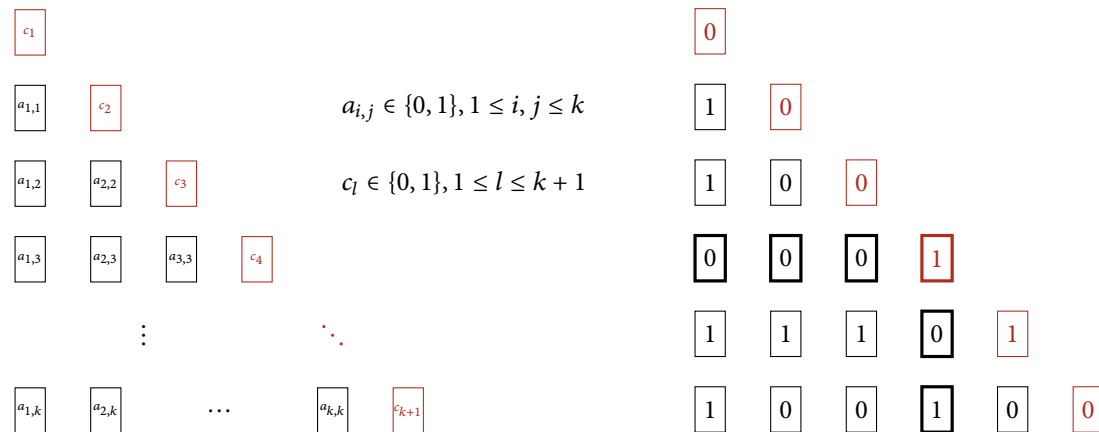 c₁ 0
a₁,₁ c₂ aᵢ,ⱼ ∈ {0, 1}, 1 ≤ i, j ≤ k 1 0
a₁,₂ a₂,₂ c₃ cₗ ∈ {0, 1}, 1 ≤ l ≤ k + 1 1 0 0
a₁,₃ a₂,₃ a₃,₃ c₄ 0 0 0 1
⋮ ⋱ 1 1 1 0 1
a₁,ₖ a₂,ₖ ⋯ aₖ,ₖ cₖ₊₁ 1 0 0 1 0 0